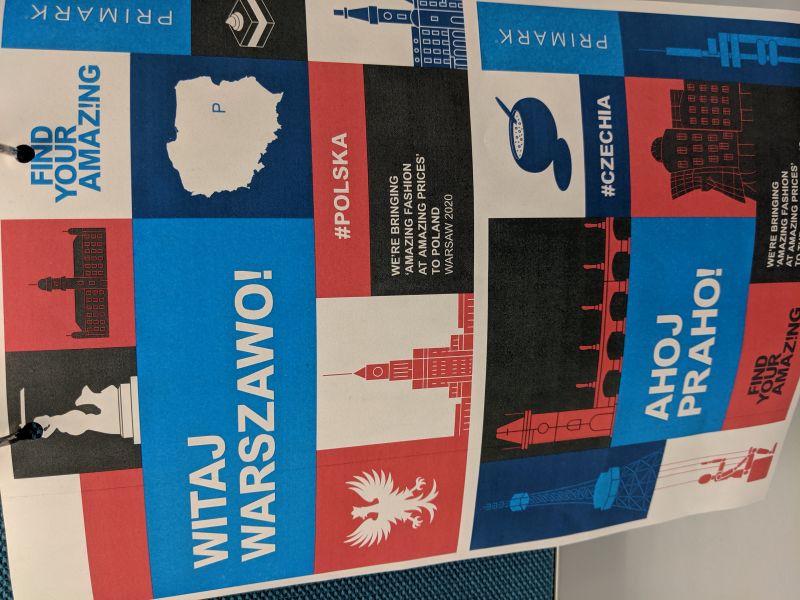 PRIMARK
FIND
YOUR
AMAZ!NG
P
#POLSKA
WE'RE BRINGING
'AMAZING FASHION
AT AMAZING PRICES'
TO POLAND
WARSAW 2020
WITAJ
WARSZAWO!
PRIMARK
#CZECHIA
WE'RE BRINGING
'AMAZING FASHION
AT AMAZING PRICES'
AHOJ
PRAHO!
FIND
YOUR
AMAZ!NG